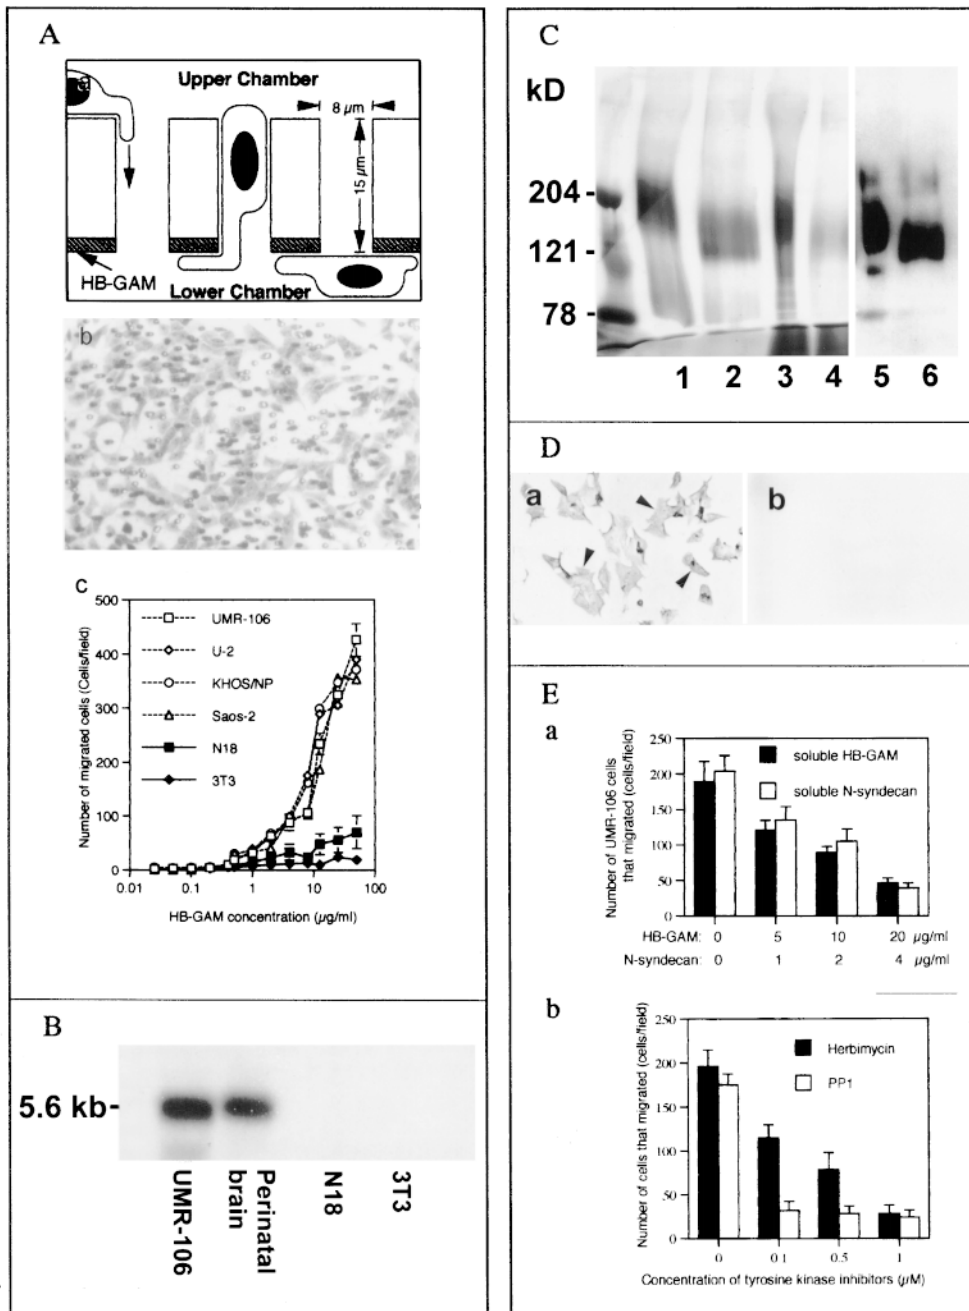 A
a
Upper Chamber
8 µm
15 µm
HB-GAM
Lower Chamber
b
c
Number of migrated cells (Cells/field)
500
400
300
200
100
0
UMR-106
U-2
KHOS/NP
Saos-2
N18
3T3
0.01
0.1
1
10
100
HB-GAM concentration (µg/ml)
B
5.6 kb-
UMR-106
Perinatal
brain
N18
3T3
C
kD
204 -
121 -
78 -
1 2 3 4 5 6
D
a
b
E
a
Number of UMR-106 cells
that migrated (cells/field)
250
200
150
100
50
0
soluble HB-GAM
soluble N-syndecan
HB-GAM: 0 5 10 20 µg/ml
N-syndecan: 0 1 2 4 µg/ml
b
Number of cells that migrated (cells/field)
250
200
150
100
50
0
Herbimycin
PP1
0 0 1 0.5 1
Concentration of tyrosine kinase inhibitors (µM)